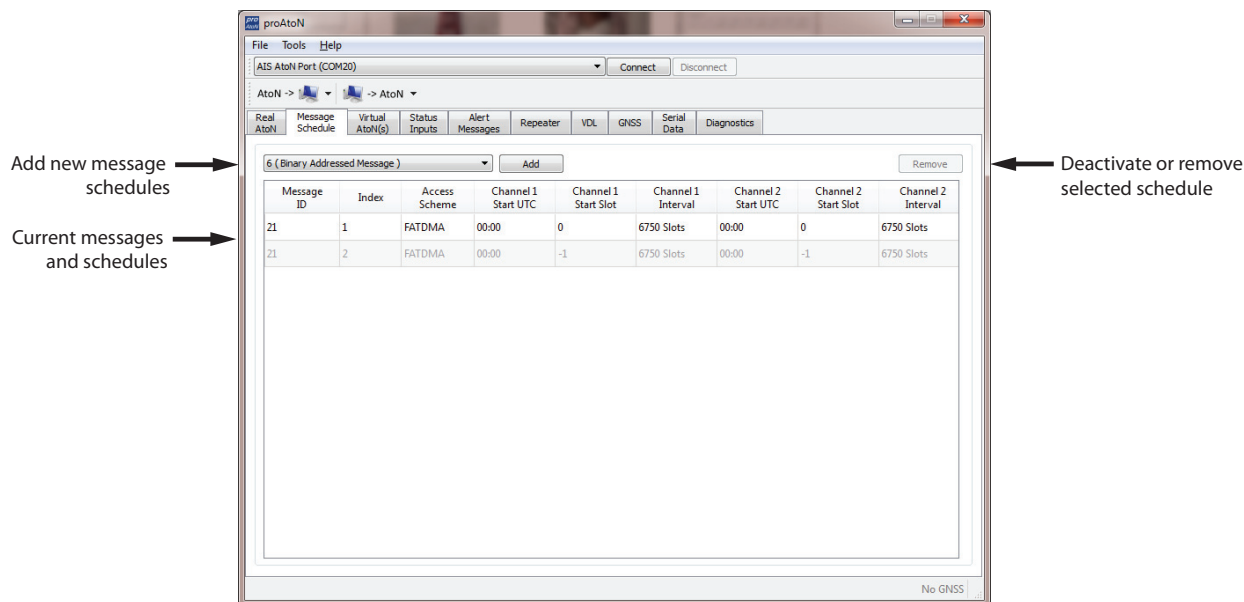 pro
AtoN
proAtoN
File Tools Help
AIS AtoN Port (COM20) Connect Disconnect
AtoN -> -> AtoN
Real AtoN Message Schedule Virtual AtoN(s) Status Inputs Alert Messages Repeater VDL GNSS Serial Data Diagnostics
Add new message
schedules
6 ( Binary Addressed Message ) Add Remove
Deactivate or remove
selected schedule
Message ID Index Access Scheme Channel 1 Start UTC Channel 1 Start Slot Channel 1 Interval Channel 2 Start UTC Channel 2 Start Slot Channel 2 Interval
Current messages
and schedules
21 1 FATDMA 00:00 0 6750 Slots 00:00 0 6750 Slots
21 2 FATDMA 00:00 -1 6750 Slots 00:00 -1 6750 Slots
No GNSS